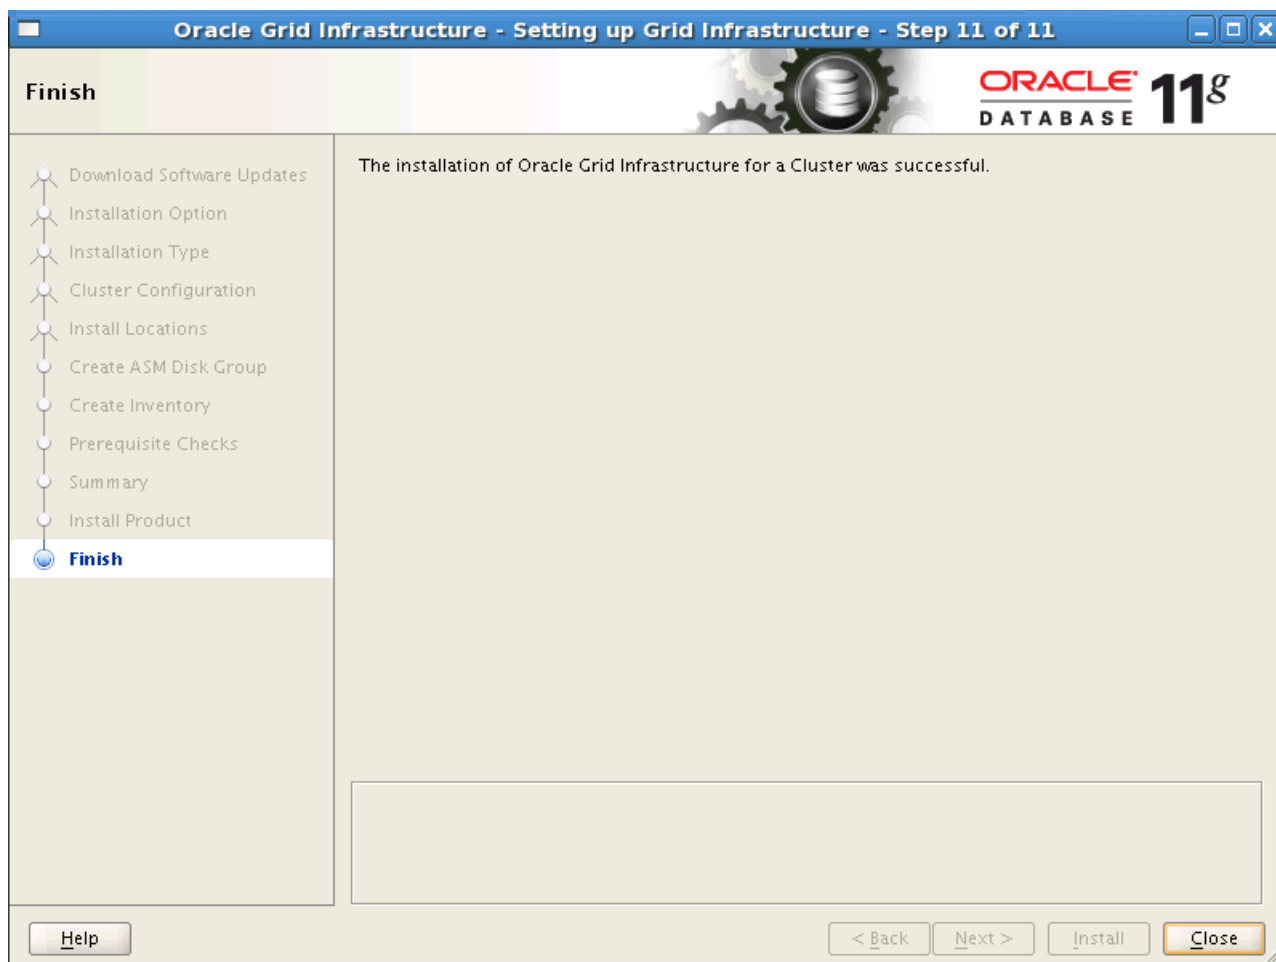 Oracle Grid Infrastructure - Setting up Grid Infrastructure - Step 11 of 11
Finish
ORACLE
DATABASE
11g
Download Software Updates
Installation Option
Installation Type
Cluster Configuration
Install Locations
Create ASM Disk Group
Create Inventory
Prerequisite Checks
Summary
Install Product
Finish
The installation of Oracle Grid Infrastructure for a Cluster was successful.
Help
< Back
Next >
Install
Close